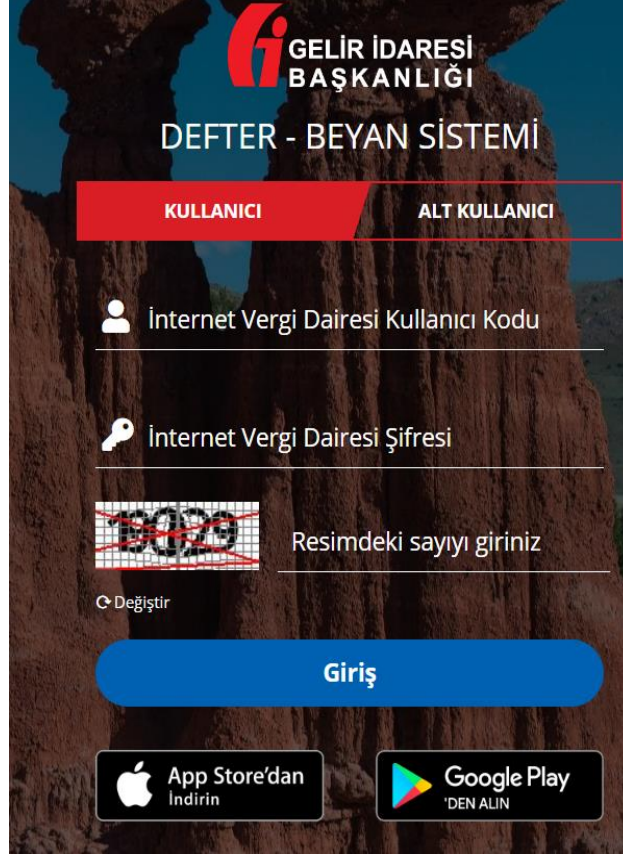 GELİR İDARESİ
BAŞKANLIĞI
DEFTER - BEYAN SİSTEMİ
KULLANICI ALT KULLANICI
İnternet Vergi Dairesi Kullanıcı Kodu
İnternet Vergi Dairesi Şifresi
Resimdeki sayıyı giriniz
Değiştir
Giriş
App Store’dan
İndirin
Google Play
'DEN ALIN